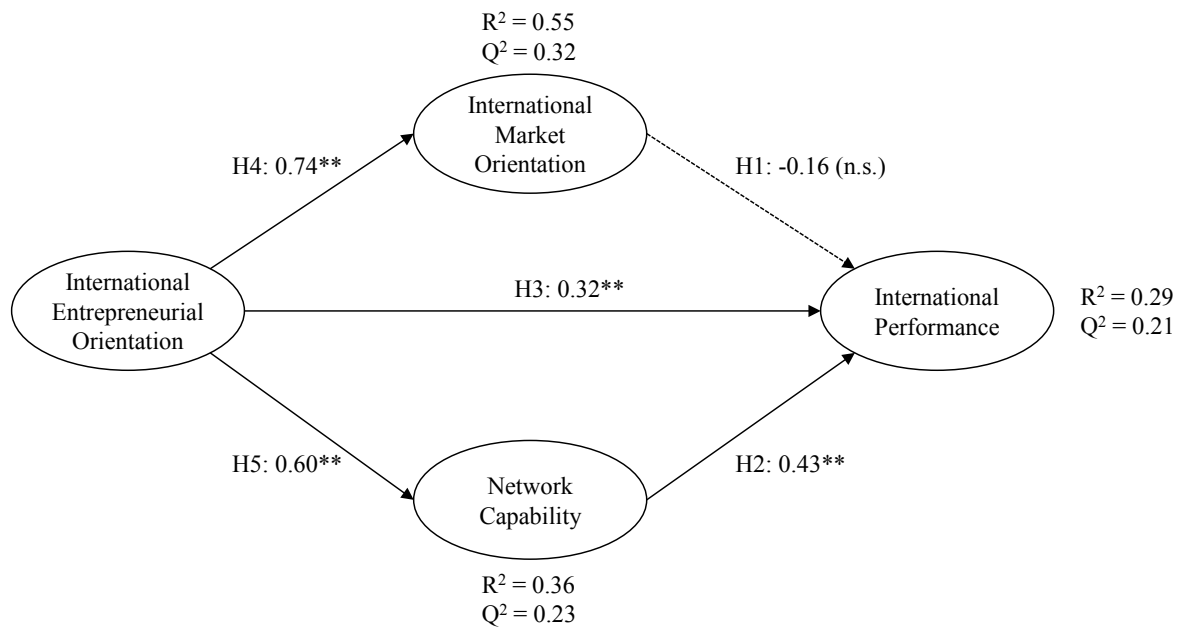 R² = 0.55
Q² = 0.32
International
Market
Orientation
H4: 0.74**
H1: -0.16 (n.s.)
International
Entrepreneurial
Orientation
H3: 0.32**
International
Performance
R² = 0.29
Q² = 0.21
H5: 0.60**
H2: 0.43**
Network
Capability
R² = 0.36
Q² = 0.23